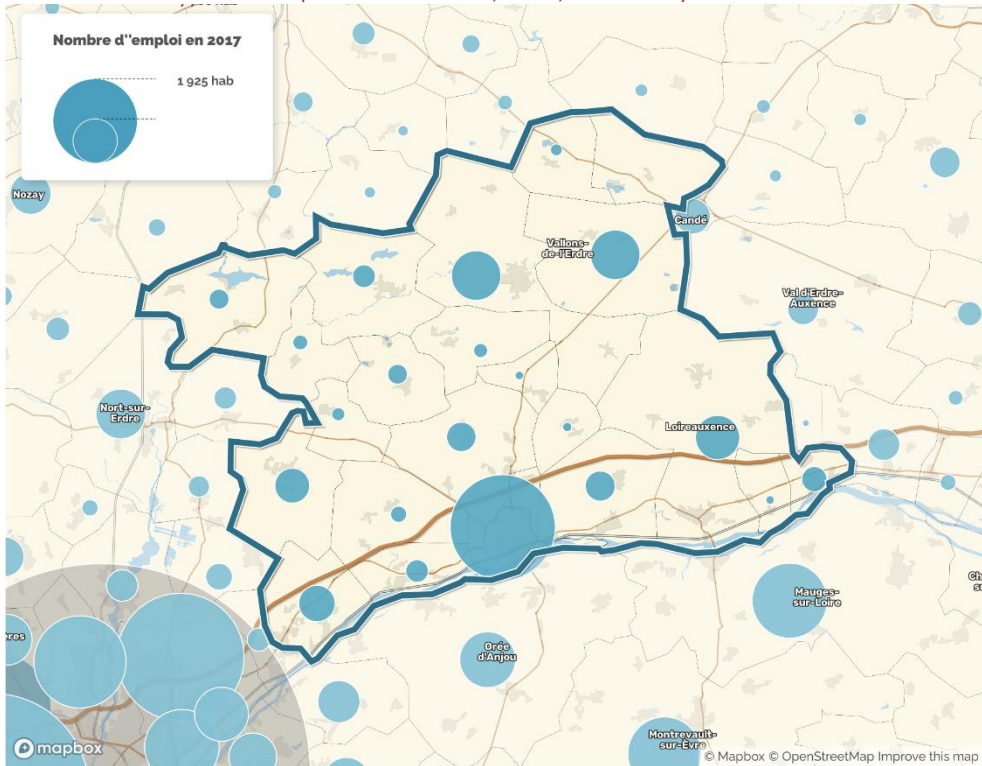 Nombre d''emploi en 2017
1 925 hab
Nozay
Candé
Vallons-
de-l'Erdre
Val d'Erdre-
Auxence
Nort-sur-
Erdre
Loireauxence
Mauges-
sur-Loire
Orée
d'Anjou
Montrevault-
sur-Èvre
mapbox
© Mapbox © OpenStreetMap Improve this map